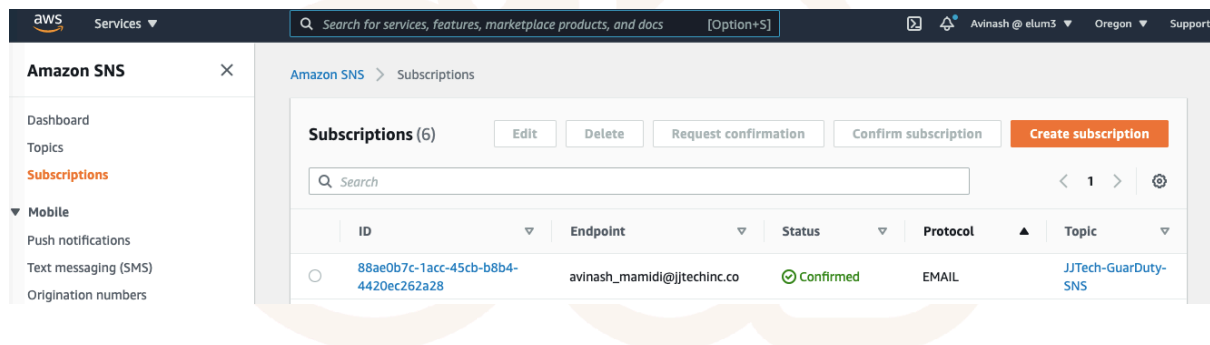 aws Services ▼ Search for services, features, marketplace products, and docs [Option+S] Avinash @ elum3 ▼ Oregon ▼ Support
Amazon SNS
Amazon SNS > Subscriptions
Dashboard
Topics
Subscriptions
Mobile
Push notifications
Text messaging (SMS)
Origination numbers
Subscriptions (6) Edit Delete Request confirmation Confirm subscription Create subscription
Search
1
ID Endpoint Status Protocol Topic
88ae0b7c-1acc-45cb-b8b4- avinash_mamidi@jjtechinc.co Confirmed EMAIL JJTech-GuarDuty-
4420ec262a28 SNS